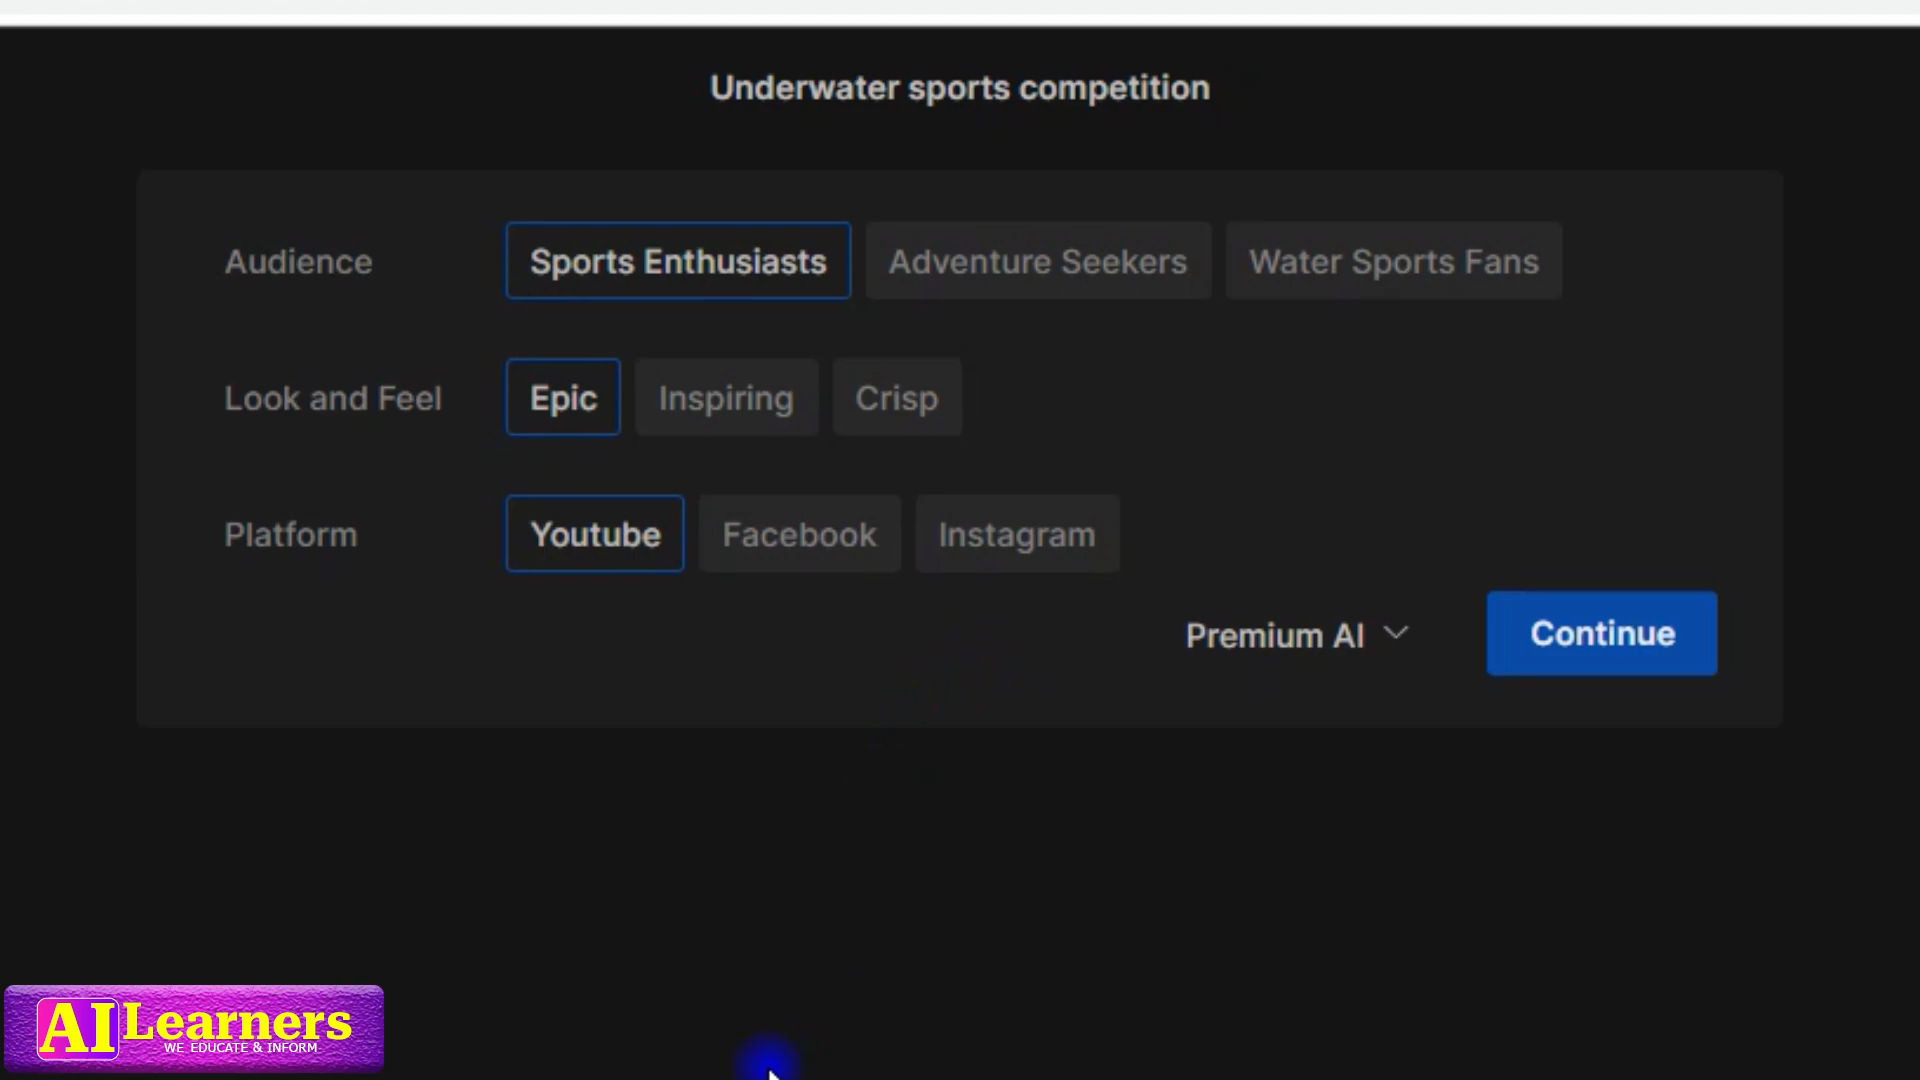 Underwater sports competition
Audience Sports Enthusiasts Adventure Seekers Water Sports Fans
Look and Feel Epic Inspiring Crisp
Platform Youtube Facebook Instagram
Premium AI Continue
AI Learners
WE EDUCATE & INFORM